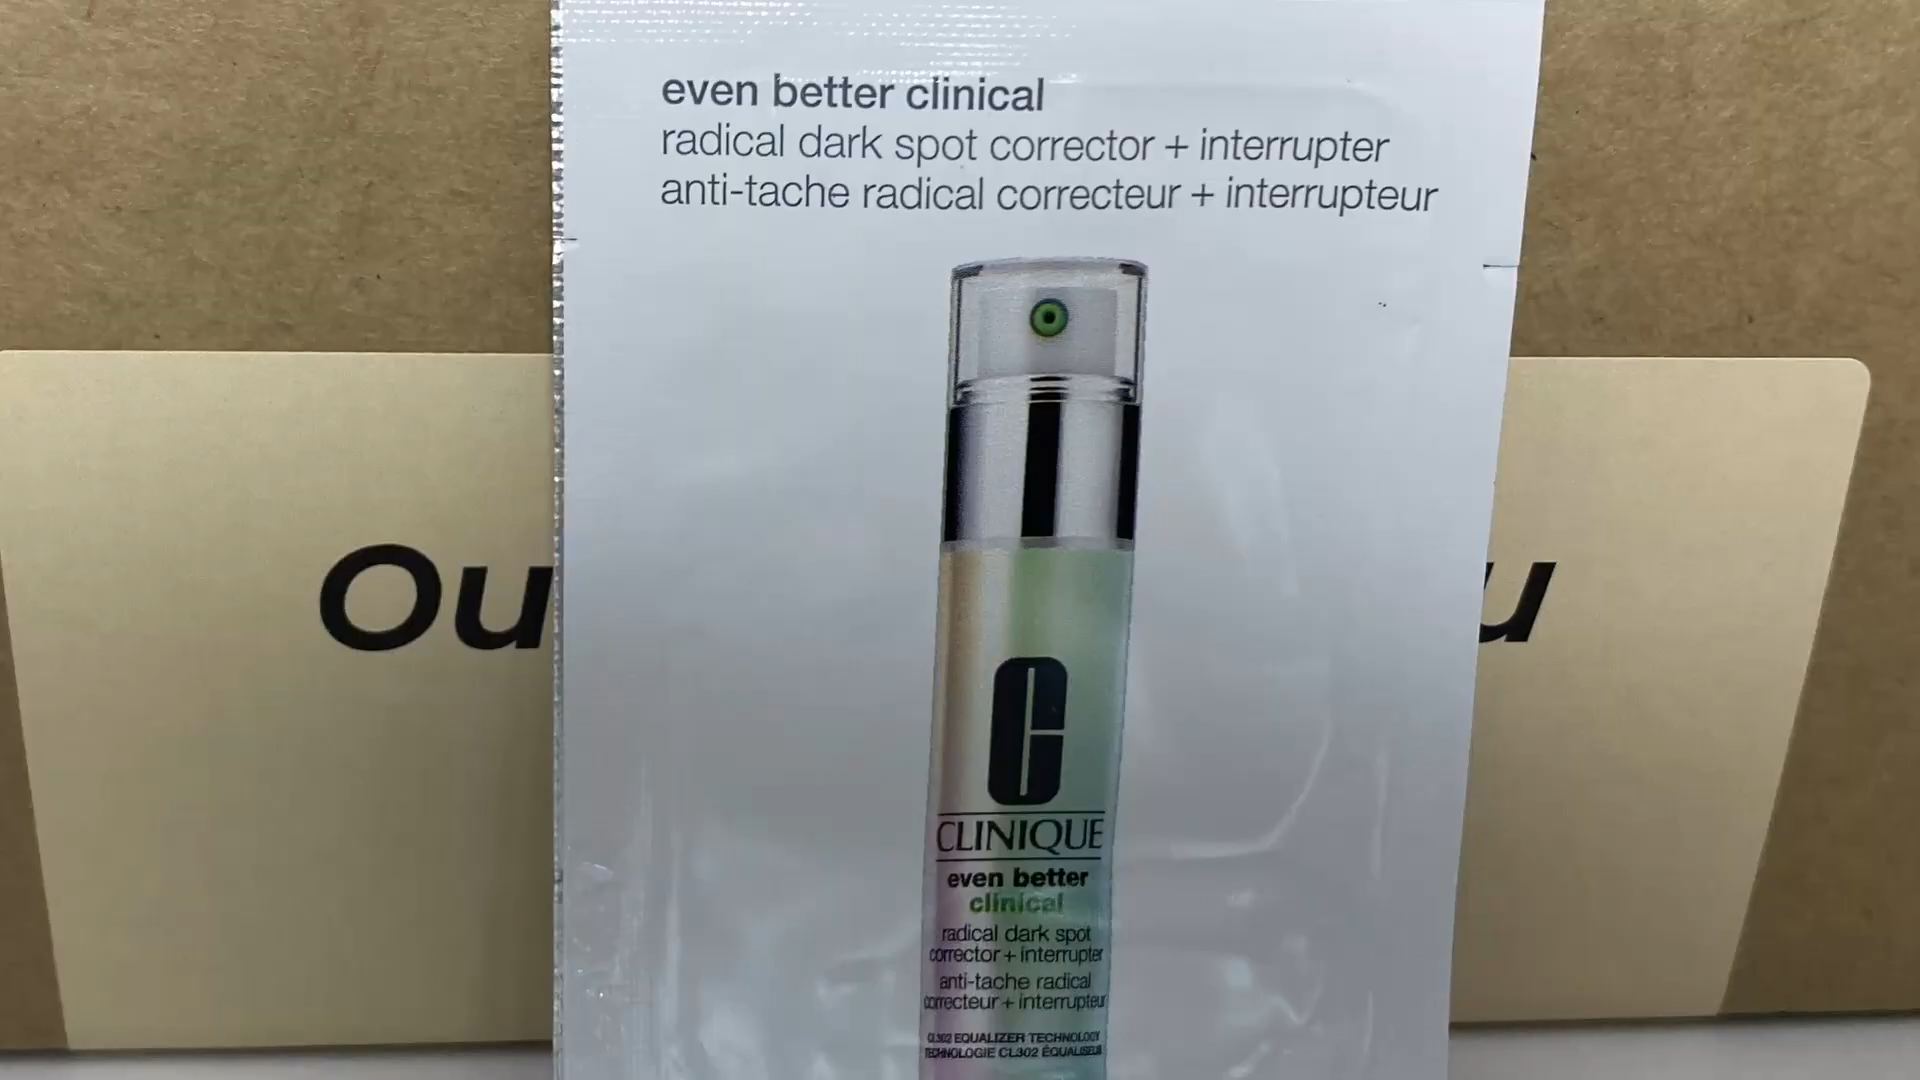 even better clinical
radical dark spot corrector + interrupter
anti-tache radical correcteur + interrupteur
Ou
u
CLINIQUE
even better
clinical
radical dark spot
corrector + interrupter
anti-tache radical
correcteur + interrupteur
CL302 EQUALIZER TECHNOLOGY
TECHNOLOGIE CL302 ÉQUALISEUR